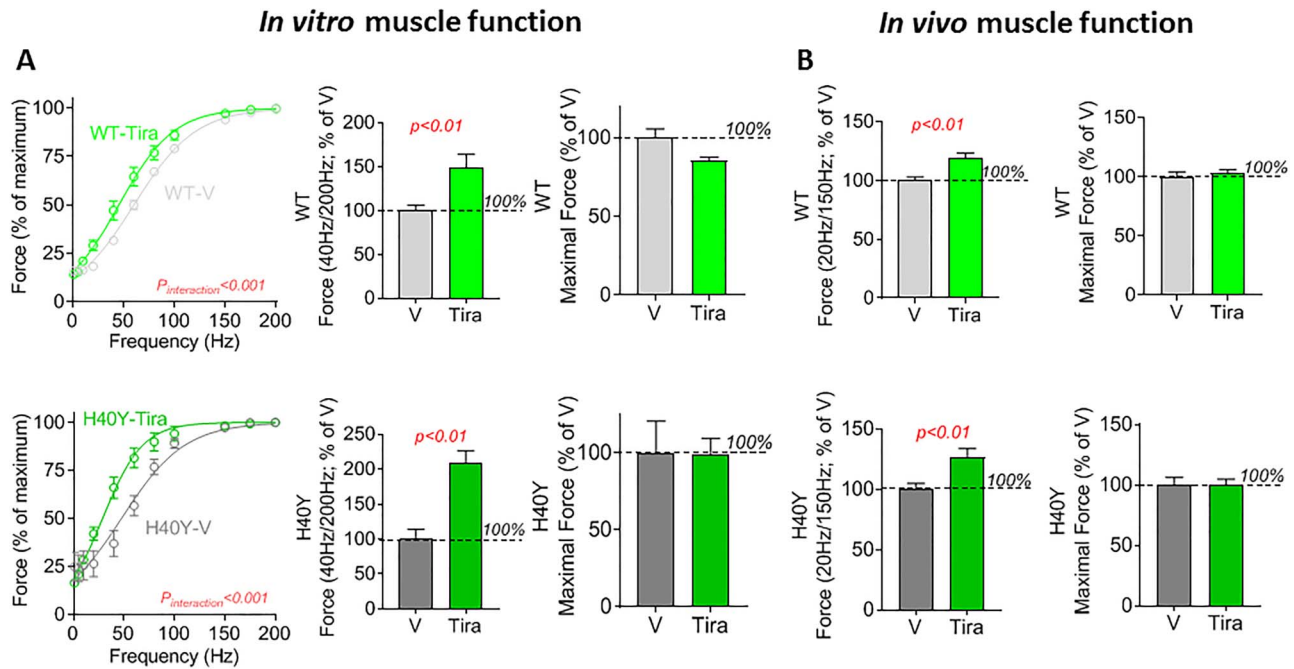 In vitro muscle function
In vivo muscle function
A
B
Force (% of maximum)
100
75
50
25
0
WT-Tira
WT-V
Pinteraction<0.001
0 50 100 150 200
Frequency (Hz)
WT
Force (40Hz/200Hz; % of V)
200
150
100
50
0
p<0.01
100%
V Tira
WT
Maximal Force (% of V)
100
50
0
100%
V Tira
WT
Force (20Hz/150Hz; % of V)
150
100
50
0
p<0.01
100%
V Tira
WT
Maximal Force (% of V)
150
100
50
0
100%
V Tira
Force (% of maximum)
100
75
50
25
0
H40Y-Tira
H40Y-V
Pinteraction<0.001
0 50 100 150 200
Frequency (Hz)
H40Y
Force (40Hz/200Hz; % of V)
250
200
150
100
50
0
p<0.01
100%
V Tira
H40Y
Maximal Force (% of V)
100
50
0
100%
V Tira
H40Y
Force (20Hz/150Hz; % of V)
150
100
50
0
p<0.01
100%
V Tira
H40Y
Maximal Force (% of V)
150
100
50
0
100%
V Tira